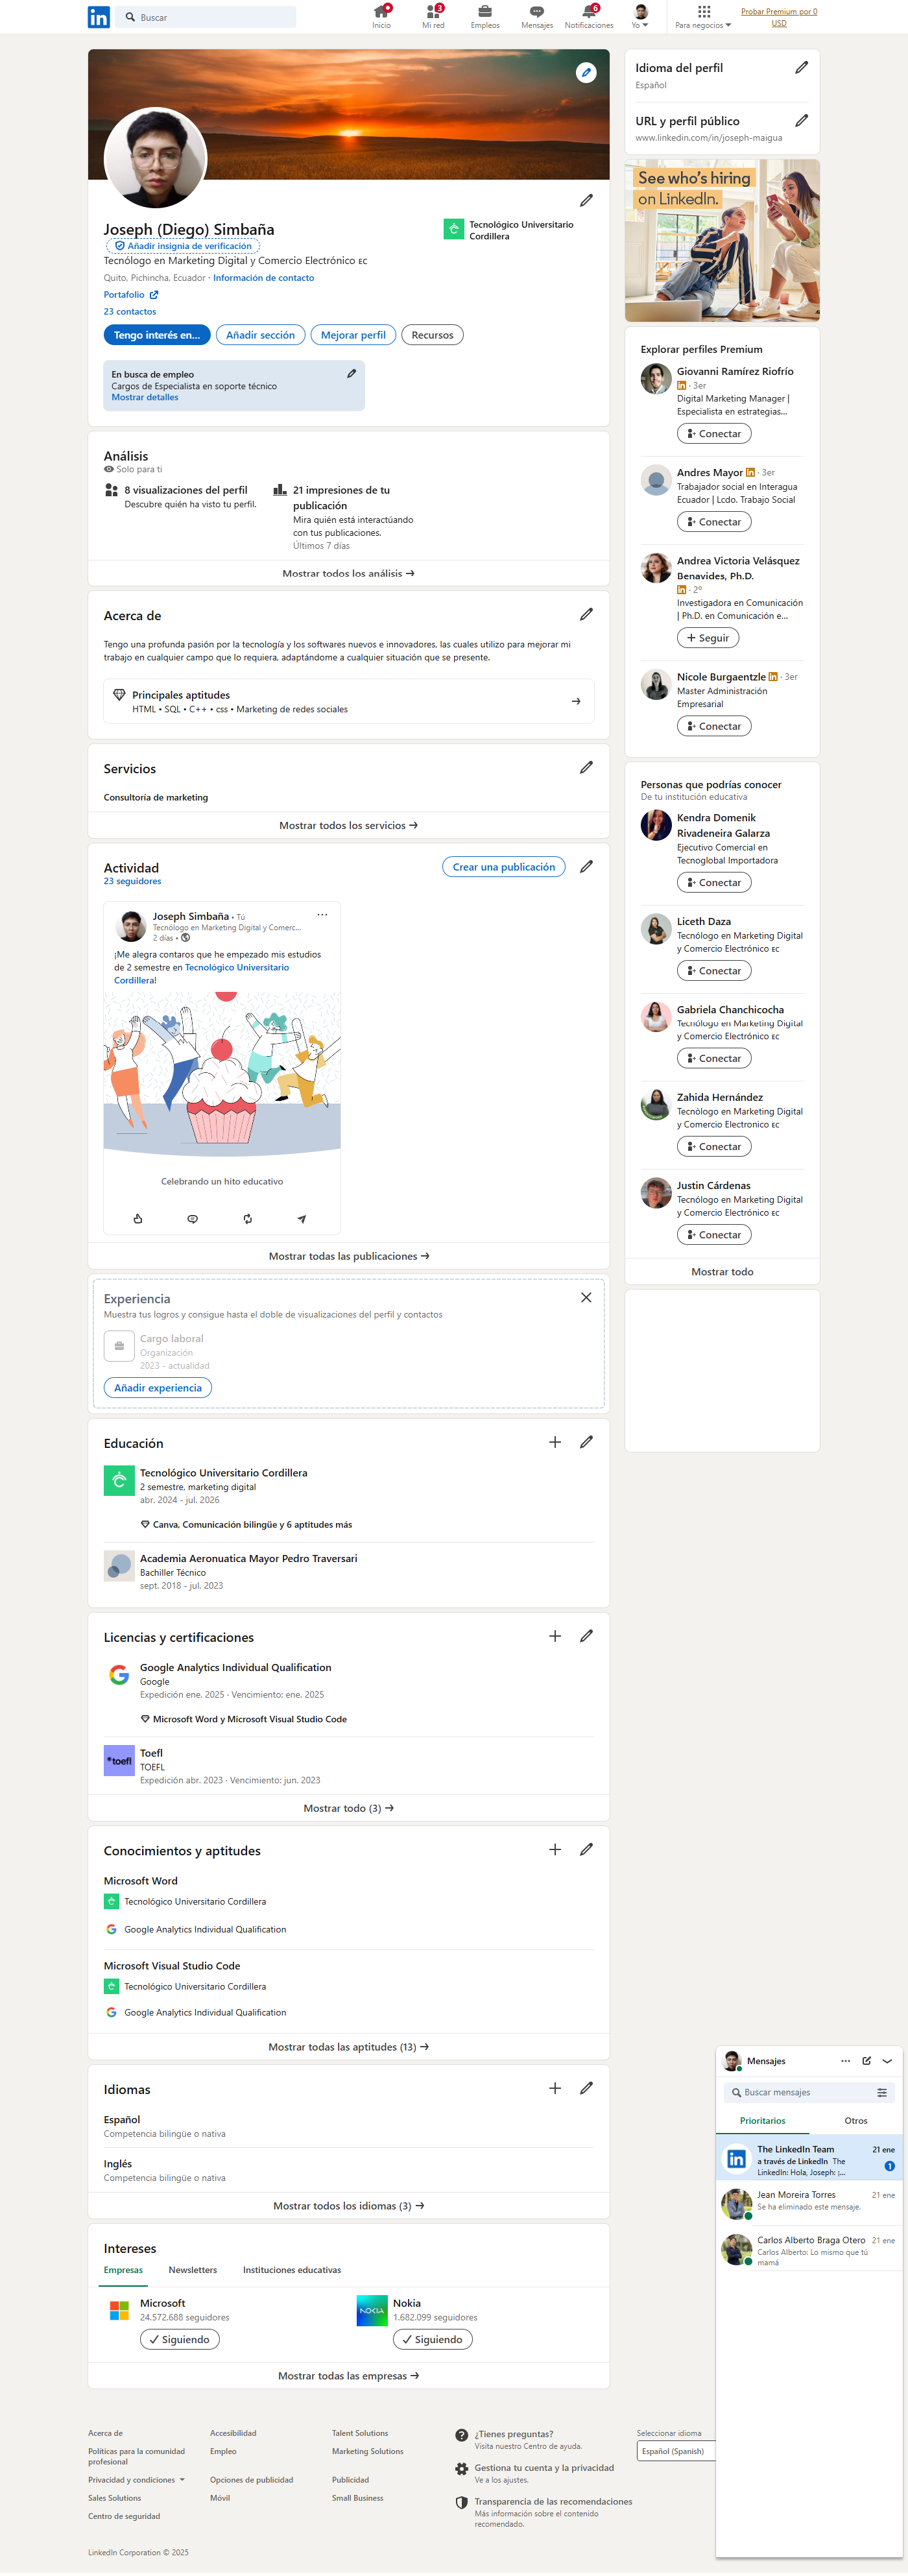 Buscar
Inicio
3
Mi red
Empleos
Mensajes
6
Notificaciones
Yo
Para negocios
Probar Premium por 0
USD
Joseph (Diego) Simbaña
Añadir insignia de verificación
Tecnólogo en Marketing Digital y Comercio Electrónico EC
Quito, Pichincha, Ecuador · Información de contacto
Portafolio
23 contactos
Tecnológico Universitario
Cordillera
Tengo interés en...
Añadir sección
Mejorar perfil
Recursos
En busca de empleo
Cargos de Especialista en soporte técnico
Mostrar detalles
Análisis
Solo para ti
8 visualizaciones del perfil
Descubre quién ha visto tu perfil.
21 impresiones de tu
publicación
Mira quién está interactuando
con tus publicaciones.
Últimos 7 días
Mostrar todos los análisis →
Acerca de
Tengo una profunda pasión por la tecnología y los softwares nuevos e innovadores, las cuales utilizo para mejorar mi
trabajo en cualquier campo que lo requiera, adaptándome a cualquier situación que se presente.
Principales aptitudes
HTML • SQL • C++ • css • Marketing de redes sociales
Servicios
Consultoría de marketing
Mostrar todos los servicios →
Actividad
23 seguidores
Crear una publicación
Joseph Simbaña • Tú
Tecnólogo en Marketing Digital y Comerc...
2 días •
¡Me alegra contaros que he empezado mis estudios
de 2 semestre en Tecnológico Universitario
Cordillera!
Celebrando un hito educativo
Mostrar todas las publicaciones →
Experiencia
Muestra tus logros y consigue hasta el doble de visualizaciones del perfil y contactos
Cargo laboral
Organización
2023 - actualidad
Añadir experiencia
Educación
Tecnológico Universitario Cordillera
2 semestre, marketing digital
abr. 2024 - jul. 2026
Canva, Comunicación bilingüe y 6 aptitudes más
Academia Aeronuatica Mayor Pedro Traversari
Bachiller Técnico
sept. 2018 - jul. 2023
Licencias y certificaciones
Google Analytics Individual Qualification
Google
Expedición ene. 2025 · Vencimiento: ene. 2025
Microsoft Word y Microsoft Visual Studio Code
toefl
Toefl
TOEFL
Expedición abr. 2023 · Vencimiento: jun. 2023
Mostrar todo (3) →
Conocimientos y aptitudes
Microsoft Word
Tecnológico Universitario Cordillera
Google Analytics Individual Qualification
Microsoft Visual Studio Code
Tecnológico Universitario Cordillera
Google Analytics Individual Qualification
Mostrar todas las aptitudes (13) →
Idiomas
Español
Competencia bilingüe o nativa
Inglés
Competencia bilingüe o nativa
Mostrar todos los idiomas (3) →
Intereses
Empresas
Newsletters
Instituciones educativas
Microsoft
24.572.688 seguidores
Siguiendo
NOKIA
Nokia
1.682.099 seguidores
Siguiendo
Mostrar todas las empresas →
Idioma del perfil
Español
URL y perfil público
www.linkedin.com/in/joseph-maigua
See who's hiring
on LinkedIn.
Explorar perfiles Premium
Giovanni Ramírez Riofrío
· 3er
Digital Marketing Manager |
Especialista en estrategias...
Conectar
Andres Mayor · 3er
Trabajador social en Interagua
Ecuador | Lcdo. Trabajo Social
Conectar
Andrea Victoria Velásquez
Benavides, Ph.D.
· 2º
Investigadora en Comunicación
| Ph.D. en Comunicación e...
Seguir
Nicole Burgaentzle · 3er
Master Administración
Empresarial
Conectar
Personas que podrías conocer
De tu institución educativa
Kendra Domenik
Rivadeneira Galarza
Ejecutivo Comercial en
Tecnoglobal Importadora
Conectar
Liceth Daza
Tecnólogo en Marketing Digital
y Comercio Electrónico EC
Conectar
Gabriela Chanchicocha
Tecnólogo en Marketing Digital
y Comercio Electronico EC
Conectar
Zahida Hernández
Tecnólogo en Marketing Digital
y Comercio Electronico EC
Conectar
Justin Cárdenas
Tecnólogo en Marketing Digital
y Comercio Electrónico EC
Conectar
Mostrar todo
Mensajes
Buscar mensajes
Prioritarios
Otros
The LinkedIn Team
21 ene
a través de LinkedIn The
LinkedIn: Hola, Joseph: ¡...
1
Jean Moreira Torres
21 ene
Se ha eliminado este mensaje.
Carlos Alberto Braga Otero
21 ene
Carlos Alberto: Lo mismo que tú
mamá
Acerca de
Accesibilidad
Talent Solutions
Políticas para la comunidad
profesional
Empleo
Marketing Solutions
Privacidad y condiciones
Opciones de publicidad
Publicidad
Sales Solutions
Móvil
Small Business
Centro de seguridad
¿Tienes preguntas?
Visita nuestro Centro de ayuda.
Gestiona tu cuenta y la privacidad
Ve a los ajustes.
Transparencia de las recomendaciones
Más información sobre el contenido
recomendado.
Seleccionar idioma
Español (Spanish)
LinkedIn Corporation © 2025